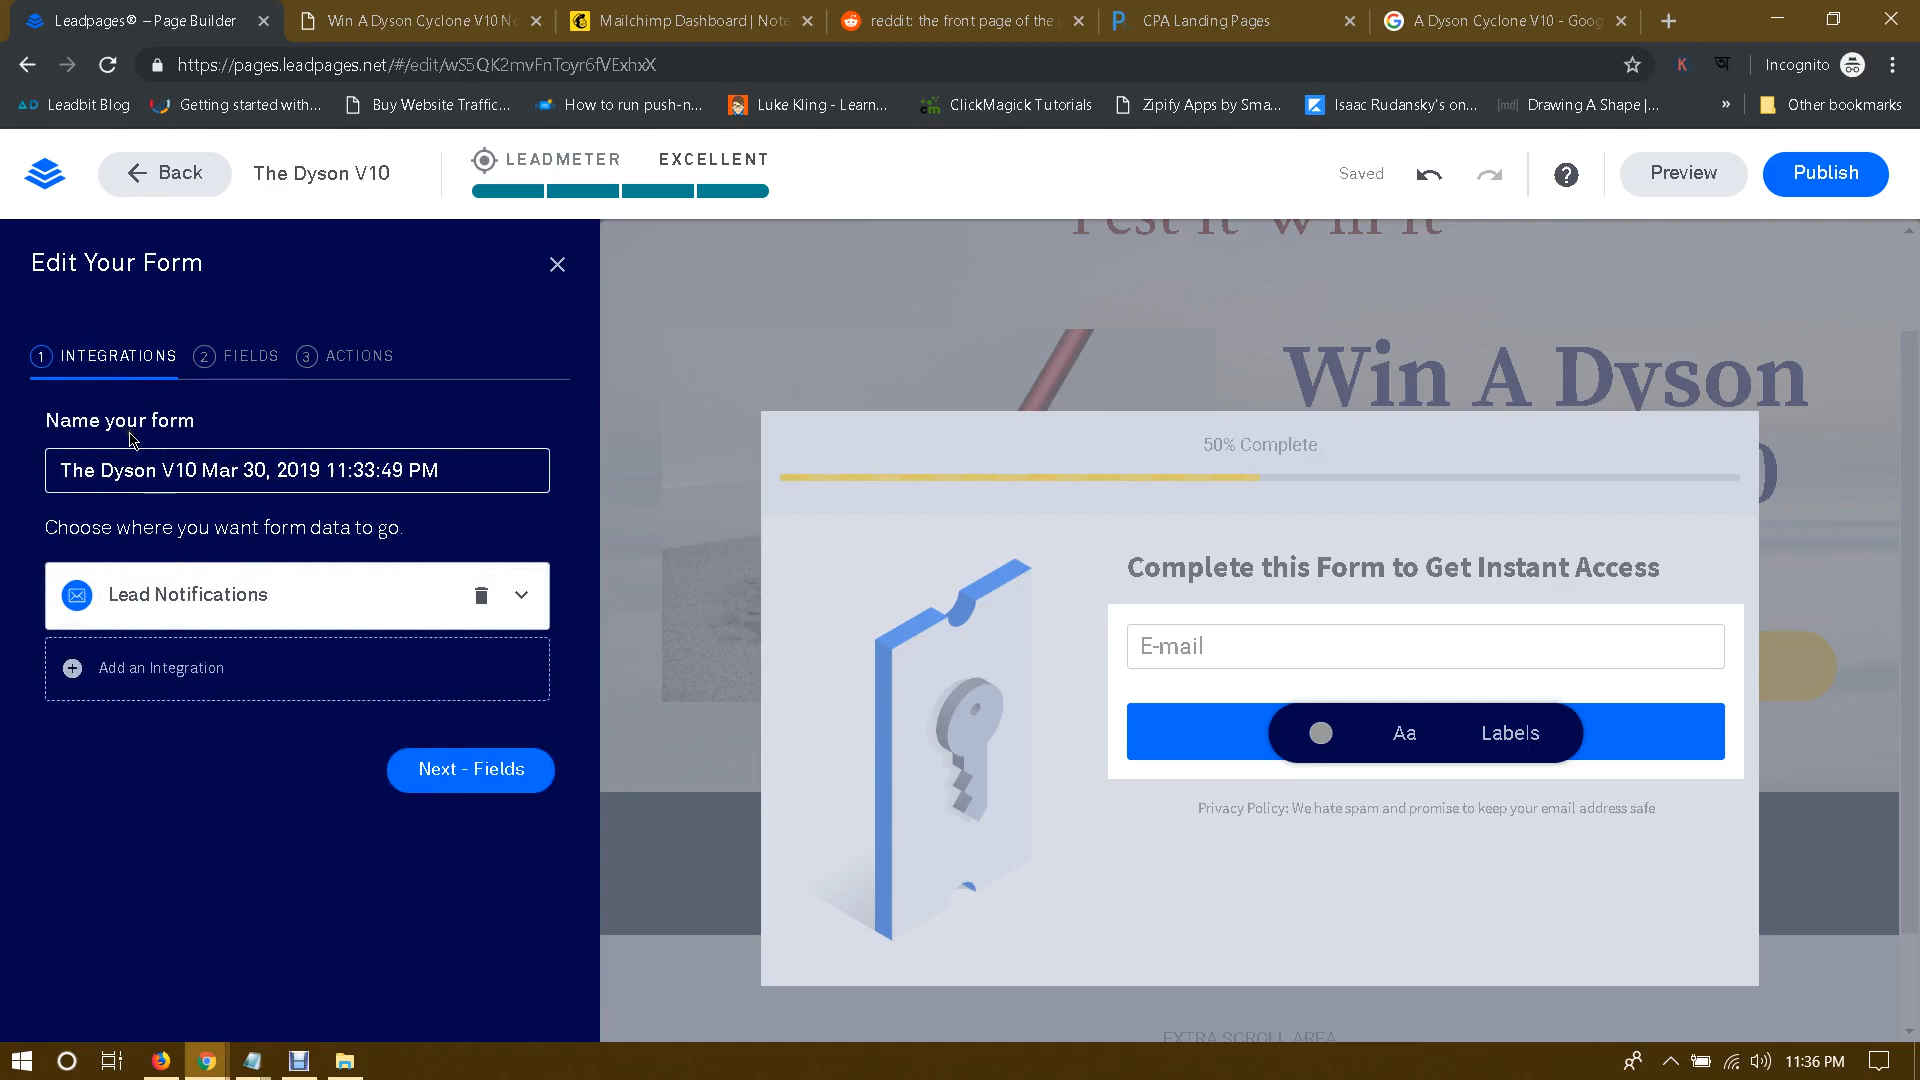 Leadpages® – Page Builder
Win A Dyson Cyclone V10 N
Mailchimp Dashboard | Note
reddit: the front page of the i
CPA Landing Pages
A Dyson Cyclone V10 - Goog
https://pages.leadpages.net/#/edit/wS5QK2mvFnToyr6fVExhxX
K
Incognito
Leadbit Blog
Getting started with...
Buy Website Traffic...
How to run push-n...
Luke Kling - Learn...
ClickMagick Tutorials
Zipify Apps by Sma...
Isaac Rudansky's on...
[md] Drawing A Shape |...
»
Other bookmarks
Back
The Dyson V10
LEADMETER EXCELLENT
Saved
Preview
Publish
Edit Your Form
1 INTEGRATIONS
2 FIELDS
3 ACTIONS
Name your form
The Dyson V10 Mar 30, 2019 11:33:49 PM
Choose where you want form data to go.
Lead Notifications
Add an Integration
Next - Fields
Test It Win It
Win A Dyson
50% Complete
Complete this Form to Get Instant Access
E-mail
Aa
Labels
Privacy Policy: We hate spam and promise to keep your email address safe
EXTRA SCROLL AREA
11:36 PM